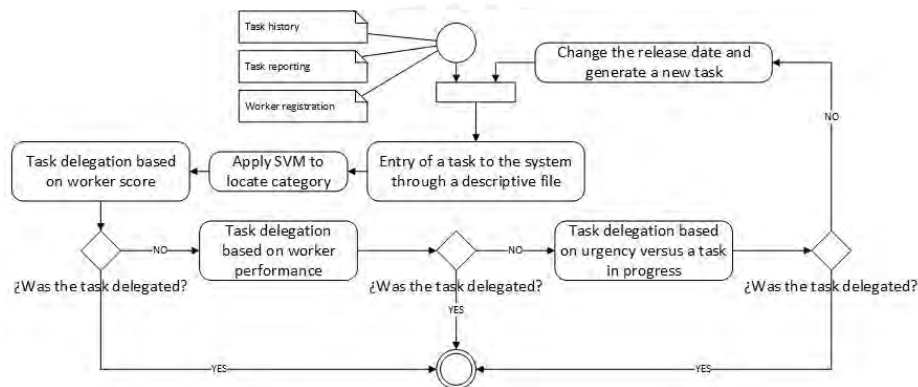 Task history
Task reporting
Worker registration
Change the release date and
generate a new task
NO
Task delegation based
on worker score
Apply SVM to
locate category
Entry of a task to the system
through a descriptive file
NO
Task delegation
based on worker
performance
NO
Task delegation based
on urgency versus a task
in progress
¿Was the task delegated?
¿Was the task delegated?
¿Was the task delegated?
YES
YES
YES